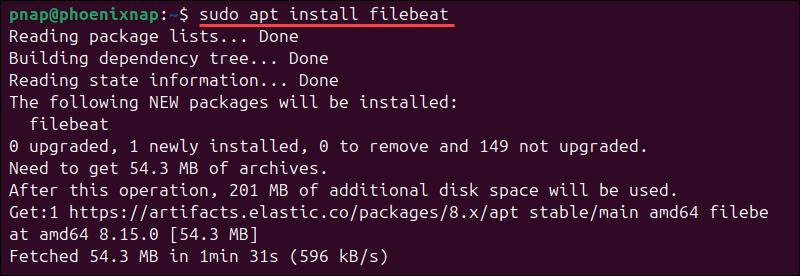 pnap@phoenixnap:~$ sudo apt install filebeat
Reading package lists... Done
Building dependency tree... Done
Reading state information... Done
The following NEW packages will be installed:
  filebeat
0 upgraded, 1 newly installed, 0 to remove and 149 not upgraded.
Need to get 54.3 MB of archives.
After this operation, 201 MB of additional disk space will be used.
Get:1 https://artifacts.elastic.co/packages/8.x/apt stable/main amd64 filebe
at amd64 8.15.0 [54.3 MB]
Fetched 54.3 MB in 1min 31s (596 kB/s)